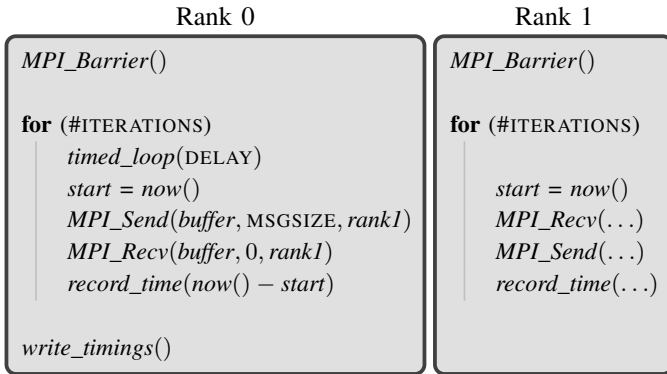 Rank 0
MPI_Barrier()
for (#ITERATIONS)
timed_loop(DELAY)
start = now()
MPI_Send(buffer, MSGSIZE, rank1)
MPI_Recv(buffer, 0, rank1)
record_time(now() − start)
write_timings()
Rank 1
MPI_Barrier()
for (#ITERATIONS)
start = now()
MPI_Recv(...)
MPI_Send(...)
record_time(...)